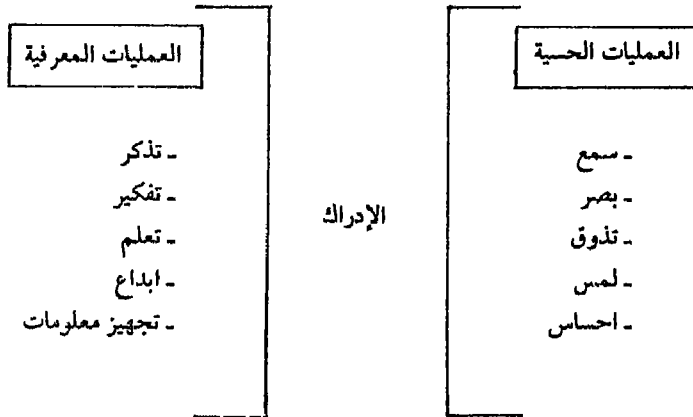 العمليات الحسية
- سمع
- بصر
- تذوق
- لمس
- احساس
الإدراك
العمليات المعرفية
- تذكر
- تفكير
- تعلم
- ابداع
- تجهيز معلومات